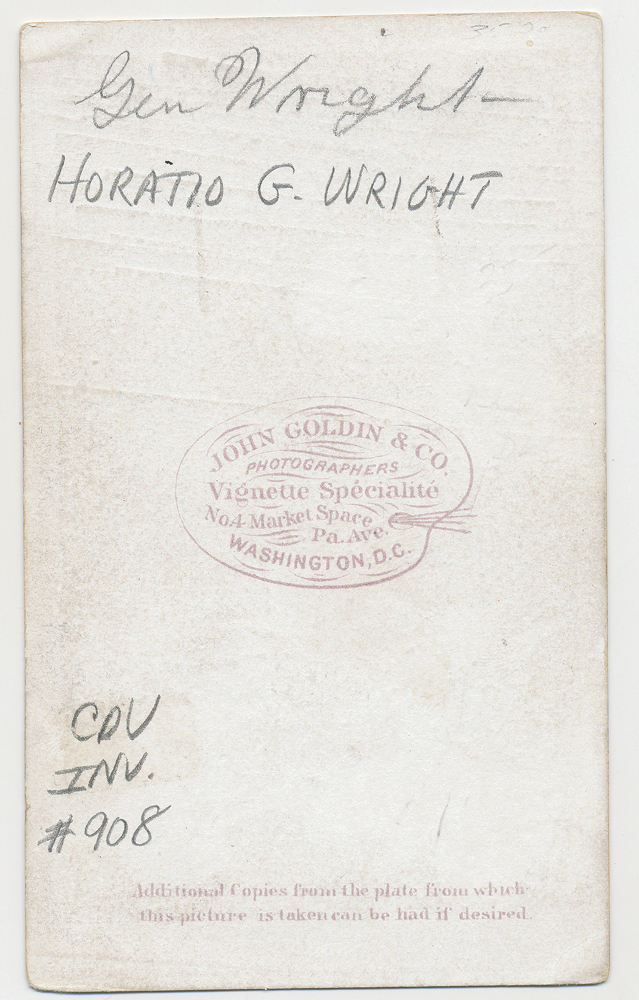 Gen Wright
HORATIO G. WRIGHT
JOHN GOLDIN & CO.
PHOTOGRAPHERS
Vignette Spécialité
No.4 Market Space
Pa. Ave.
WASHINGTON, D.C.
CDV
INV.
#908
Additional Copies from the plate from which
this picture is taken can be had if desired.